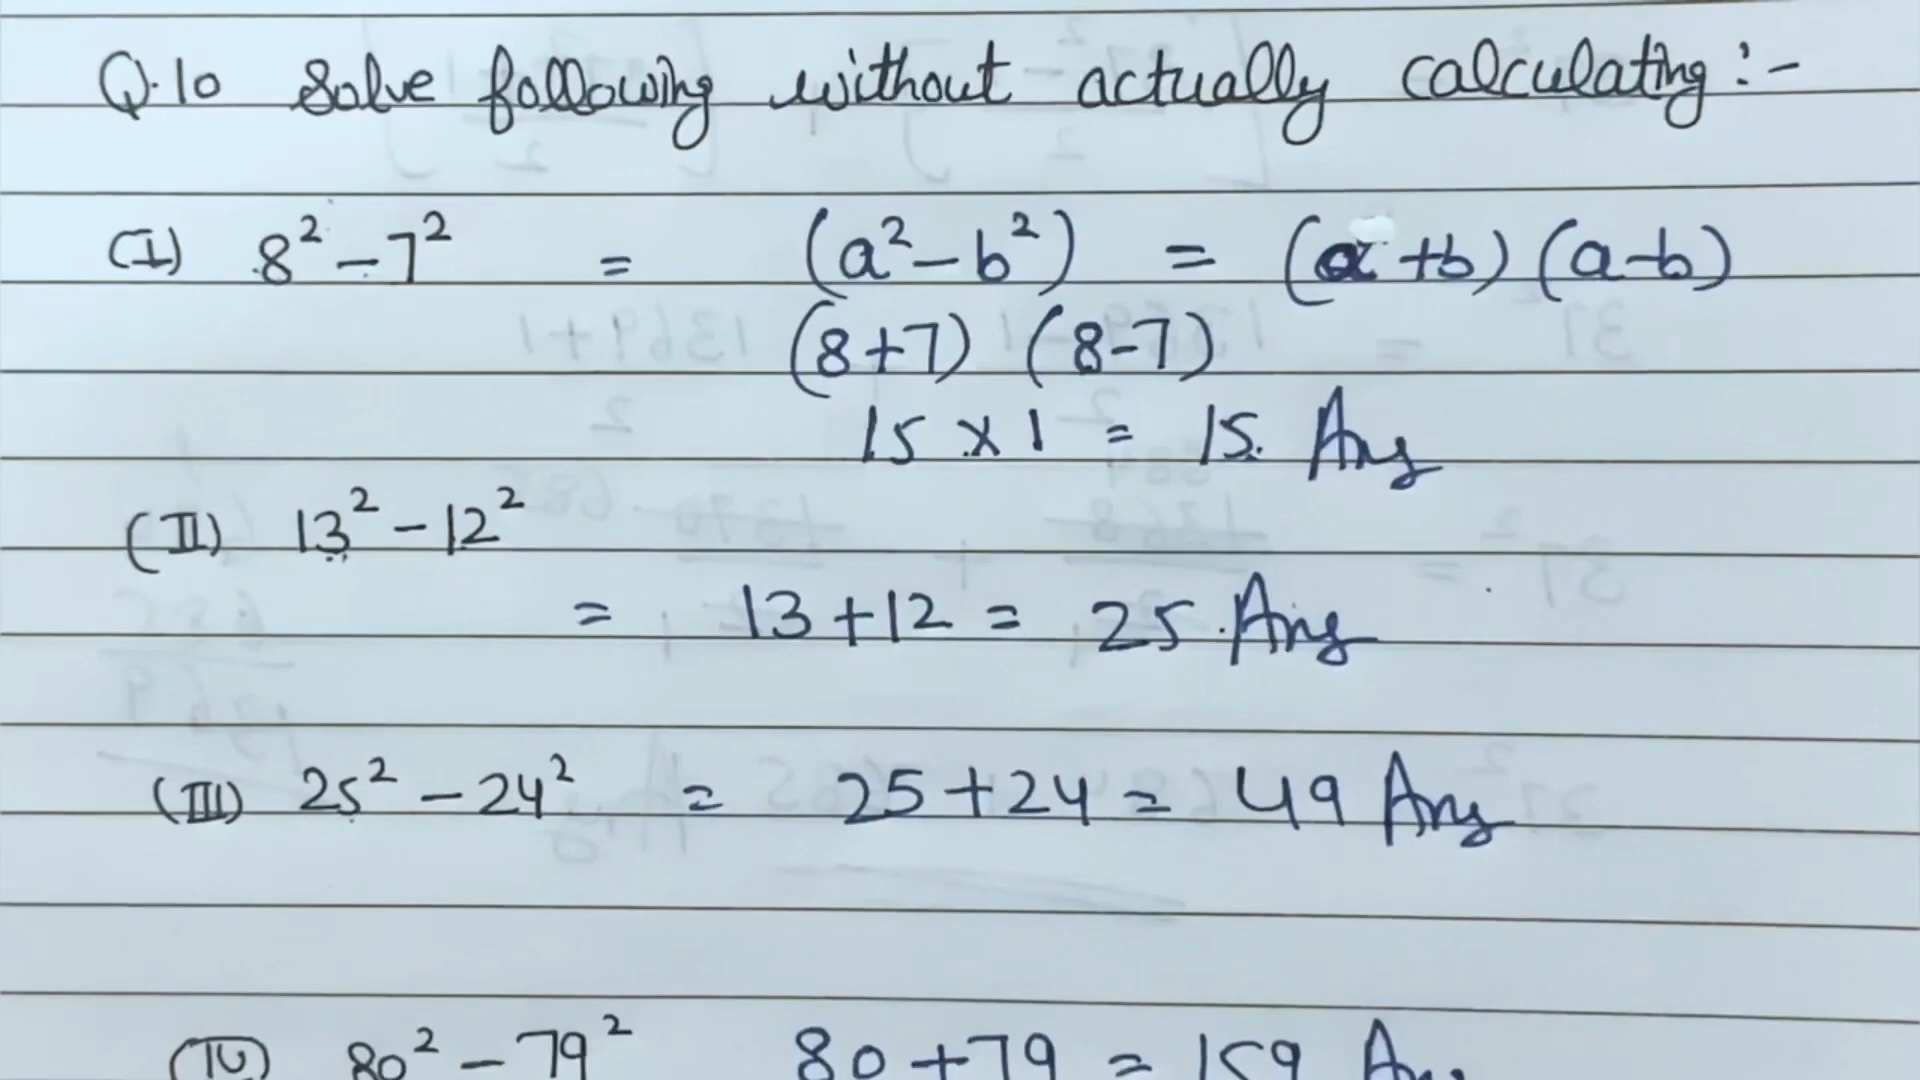 Q.10 Solve following without actually calculating :-
(I) 8² - 7² = (a² - b²) = (a + b) (a - b)
(8+7) (8-7)
15 x 1 = 15. Ans
(II) 13² - 12²
= 13 + 12 = 25. Ans
(III) 25² - 24² = 25 + 24 = 49 Ans
(IV) 80² - 79² 80 + 79 = 159 Ans